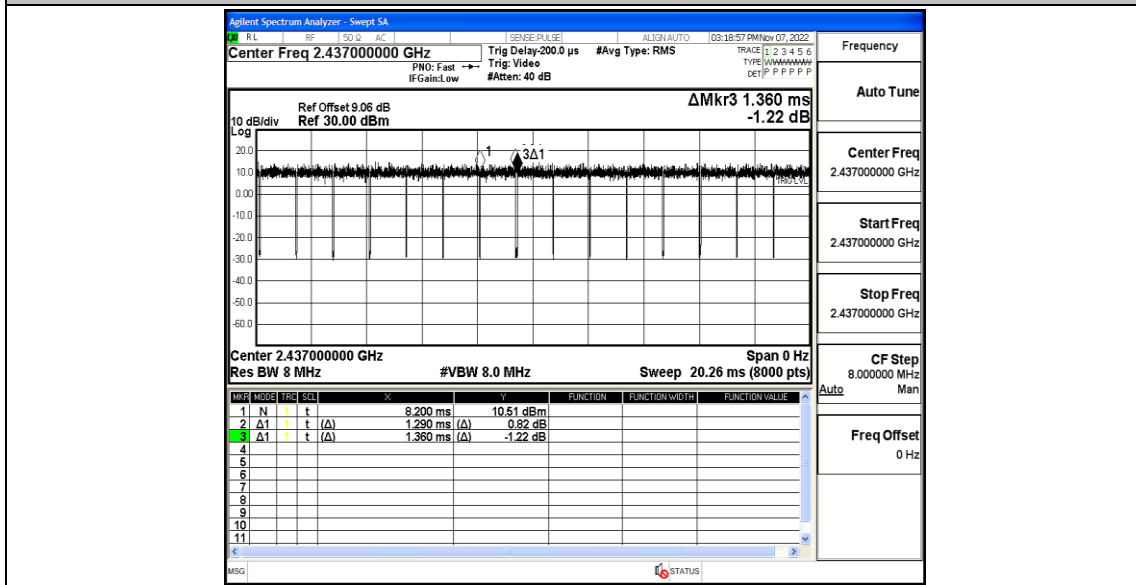 Agilent Spectrum Analyzer - Swept SA
RL RF 50 Ω AC SENSE:PULSE ALIGNAUTO 03:18:57 PMNov 07, 2022
Center Freq 2.437000000 GHz
PNO: Fast
IFGain:Low
Trig Delay-200.0 µs
Trig: Video
#Atten: 40 dB
#Avg Type: RMS
TRACE 1 2 3 4 5 6
TYPE
DET P P P P P P
Frequency
Auto Tune
Center Freq
2.437000000 GHz
Start Freq
2.437000000 GHz
Stop Freq
2.437000000 GHz
CF Step
8.000000 MHz
Auto Man
Freq Offset
0 Hz
Ref Offset 9.06 dB
10 dB/div Ref 30.00 dBm
Log
ΔMkr3 1.360 ms
-1.22 dB
20.0
10.0
0.00
-10.0
-20.0
-30.0
-40.0
-50.0
-60.0
1
3Δ1
TRIG LVL
Center 2.437000000 GHz Span 0 Hz
Res BW 8 MHz #VBW 8.0 MHz Sweep 20.26 ms (8000 pts)
MKR MODE TRC SCL X Y FUNCTION FUNCTION WIDTH FUNCTION VALUE
1 N 1 t 8.200 ms 10.51 dBm
2 Δ1 1 t (Δ) 1.290 ms (Δ) 0.82 dB
3 Δ1 1 t (Δ) 1.360 ms (Δ) -1.22 dB
4
5
6
7
8
9
10
11
MSG STATUS